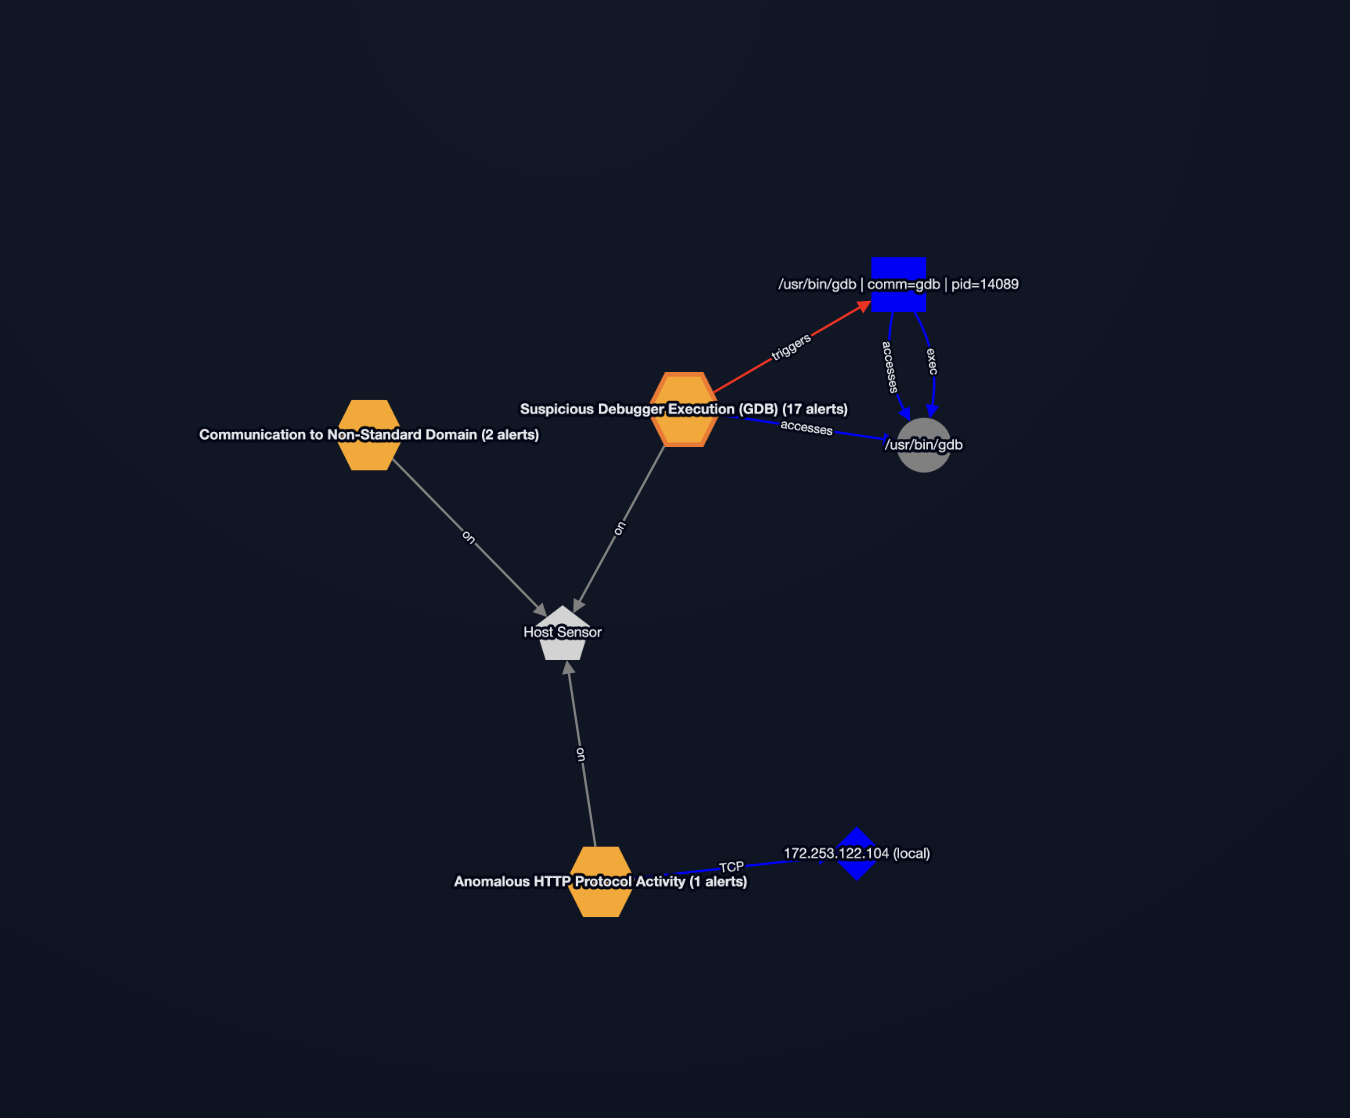 /usr/bin/gdb | comm=gdb | pid=14089
triggers
accesses
exec
Suspicious Debugger Execution (GDB) (17 alerts)
accesses
Communication to Non-Standard Domain (2 alerts)
/usr/bin/gdb
on
on
Host Sensor
on
172.253.122.104 (local)
TCP
Anomalous HTTP Protocol Activity (1 alerts)